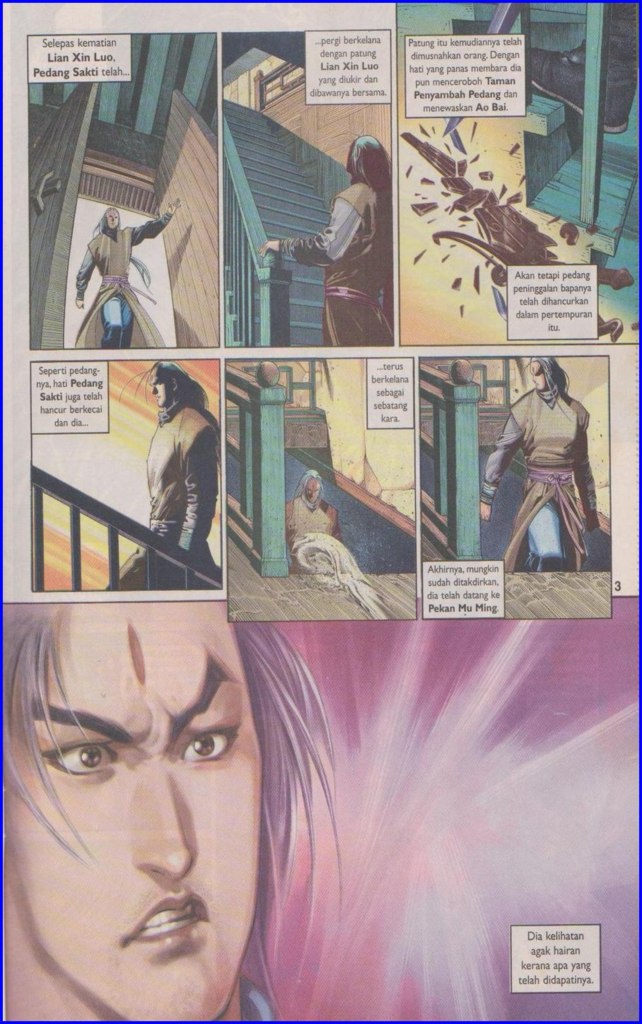 Selepas kematian
Lian Xin Luo,
Pedang Sakti telah...
...pergi berkelana
dengan patung
Lian Xin Luo
yang diukir dan
dibawanya bersama.
Patung itu kemudiannya telah
dimusnahkan orang. Dengan
hati yang panas membara dia
pun menceroboh Taman
Penyambah Pedang dan
menewaskan Ao Bai.
Akan tetapi pedang
peninggalan bapanya
telah dihancurkan
dalam pertempuran
itu.
Seperti pedang-
nya, hati Pedang
Sakti juga telah
hancur berkecai
dan dia...
...terus
berkelana
sebagai
sebatang
kara.
Akhirnya, mungkin
sudah ditakdirkan,
dia telah datang ke
Pekan Mu Ming.
3
Dia kelihatan
agak hairan
kerana apa yang
telah didapatinya.